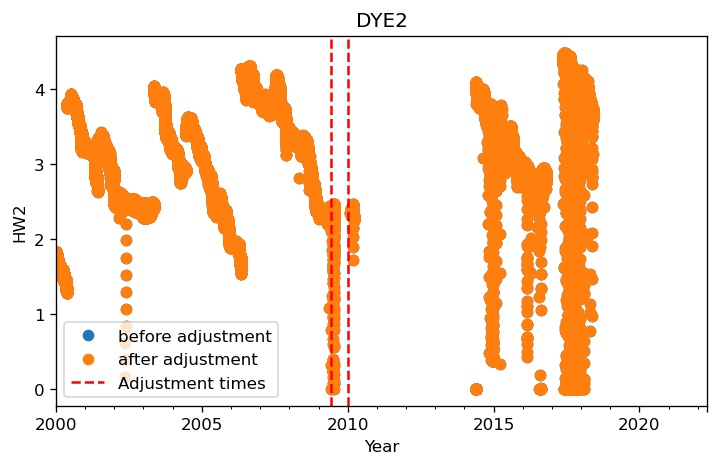 DYE2
HW2
4
3
2
1
0
before adjustment
after adjustment
Adjustment times
2000 2005 2010 2015 2020
Year